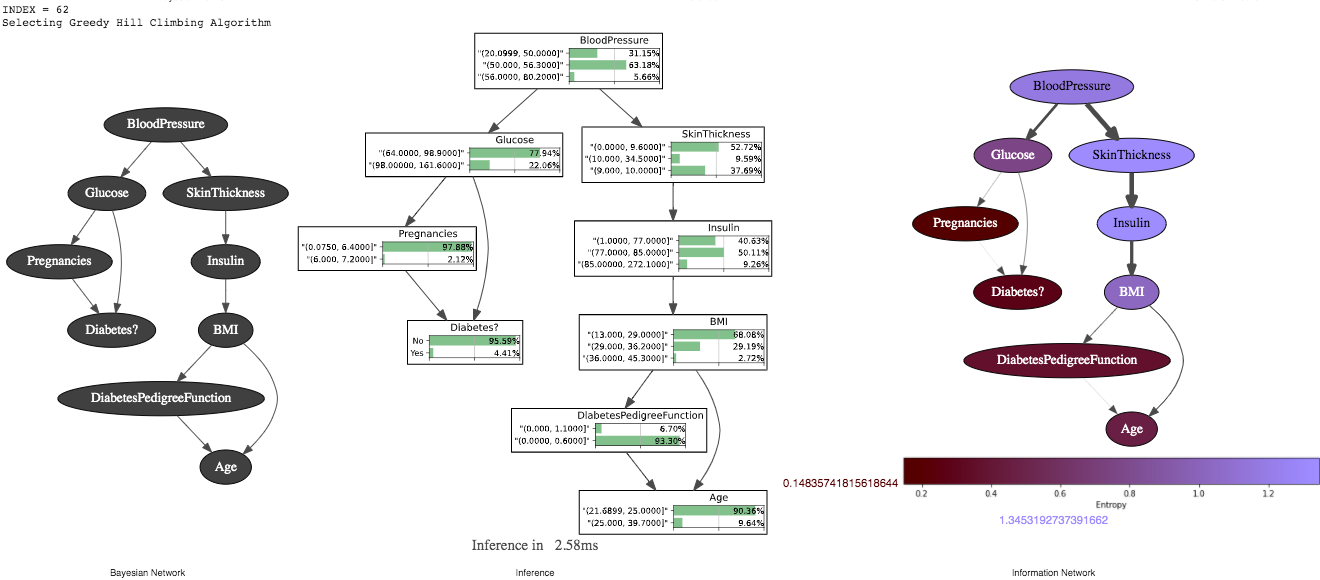 INDEX = 62
Selecting Greedy Hill Climbing Algorithm
BloodPressure
Glucose
SkinThickness
Pregnancies
Insulin
Diabetes?
BMI
DiabetesPedigreeFunction
Age
Bayesian Network
BloodPressure
"(20.0999, 50.0000]" 31.15%
"(50.000, 56.3000]" 63.18%
"(56.0000, 80.2000]" 5.66%
Glucose
"(64.0000, 98.9000]" 77.94%
"(98.00000, 161.6000]" 22.06%
SkinThickness
"(0.0000, 9.6000]" 52.72%
"(10.000, 34.5000]" 9.59%
"(9.000, 10.0000]" 37.69%
Pregnancies
"(0.0750, 6.4000]" 97.88%
"(6.000, 7.2000]" 2.12%
Insulin
"(1.0000, 77.0000]" 40.63%
"(77.0000, 85.0000]" 50.11%
"(85.00000, 272.1000]" 9.26%
Diabetes?
No 95.59%
Yes 4.41%
BMI
"(13.000, 29.0000]" 68.08%
"(29.000, 36.2000]" 29.19%
"(36.0000, 45.3000]" 2.72%
DiabetesPedigreeFunction
"(0.000, 1.1000]" 6.70%
"(0.0000, 0.6000]" 93.30%
Age
"(21.6899, 25.0000]" 90.36%
"(25.000, 39.7000]" 9.64%
Inference in 2.58ms
Inference
BloodPressure
Glucose
SkinThickness
Pregnancies
Insulin
Diabetes?
BMI
DiabetesPedigreeFunction
Age
0.14835741815618644
0.2 0.4 0.6 0.8 1.0 1.2
Entropy
1.3453192737391662
Information Network